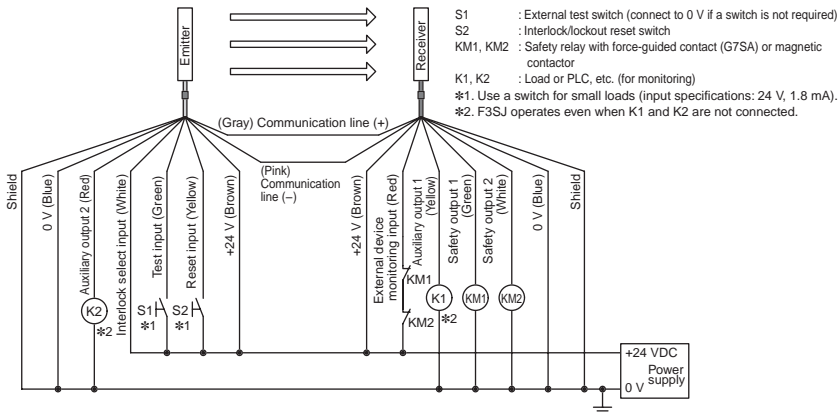 Emitter
Receiver
S1 : External test switch (connect to 0 V if a switch is not required)
S2 : Interlock/lockout reset switch
KM1, KM2 : Safety relay with force-guided contact (G7SA) or magnetic
contactor
K1, K2 : Load or PLC, etc. (for monitoring)
✻1. Use a switch for small loads (input specifications: 24 V, 1.8 mA).
✻2. F3SJ operates even when K1 and K2 are not connected.
(Gray) Communication line (+)
(Pink)
Communication
line (−)
Shield
0 V (Blue)
Auxiliary output 2 (Red)
Interlock select input (White)
Test input (Green)
Reset input (Yellow)
+24 V (Brown)
+24 V (Brown)
External device
monitoring input (Red)
Auxiliary output 1
(Yellow)
Safety output 1
(Green)
Safety output 2
(White)
0 V (Blue)
Shield
K2
✻2
S1
✻1
S2
✻1
KM1
KM2
K1
✻2
KM1
KM2
+24 VDC
Power
supply
0 V